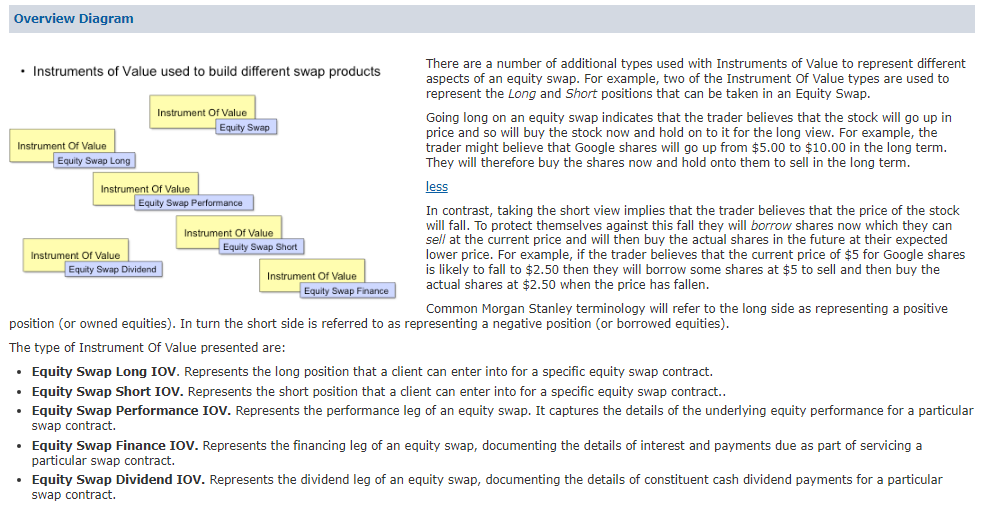 Overview Diagram
• Instruments of Value used to build different swap products
Instrument Of Value
Equity Swap
Instrument Of Value
Equity Swap Long
Instrument Of Value
Equity Swap Performance
Instrument Of Value
Equity Swap Short
Instrument Of Value
Equity Swap Dividend
Instrument Of Value
Equity Swap Finance
There are a number of additional types used with Instruments of Value to represent different
aspects of an equity swap. For example, two of the Instrument Of Value types are used to
represent the Long and Short positions that can be taken in an Equity Swap.
Going long on an equity swap indicates that the trader believes that the stock will go up in
price and so will buy the stock now and hold on to it for the long view. For example, the
trader might believe that Google shares will go up from $5.00 to $10.00 in the long term.
They will therefore buy the shares now and hold onto them to sell in the long term.
less
In contrast, taking the short view implies that the trader believes that the price of the stock
will fall. To protect themselves against this fall they will borrow shares now which they can
sell at the current price and will then buy the actual shares in the future at their expected
lower price. For example, if the trader believes that the current price of $5 for Google shares
is likely to fall to $2.50 then they will borrow some shares at $5 to sell and then buy the
actual shares at $2.50 when the price has fallen.
Common Morgan Stanley terminology will refer to the long side as representing a positive
position (or owned equities). In turn the short side is referred to as representing a negative position (or borrowed equities).
The type of Instrument Of Value presented are:
• Equity Swap Long IOV. Represents the long position that a client can enter into for a specific equity swap contract.
• Equity Swap Short IOV. Represents the short position that a client can enter into for a specific equity swap contract..
• Equity Swap Performance IOV. Represents the performance leg of an equity swap. It captures the details of the underlying equity performance for a particular
swap contract.
• Equity Swap Finance IOV. Represents the financing leg of an equity swap, documenting the details of interest and payments due as part of servicing a
particular swap contract.
• Equity Swap Dividend IOV. Represents the dividend leg of an equity swap, documenting the details of constituent cash dividend payments for a particular
swap contract.